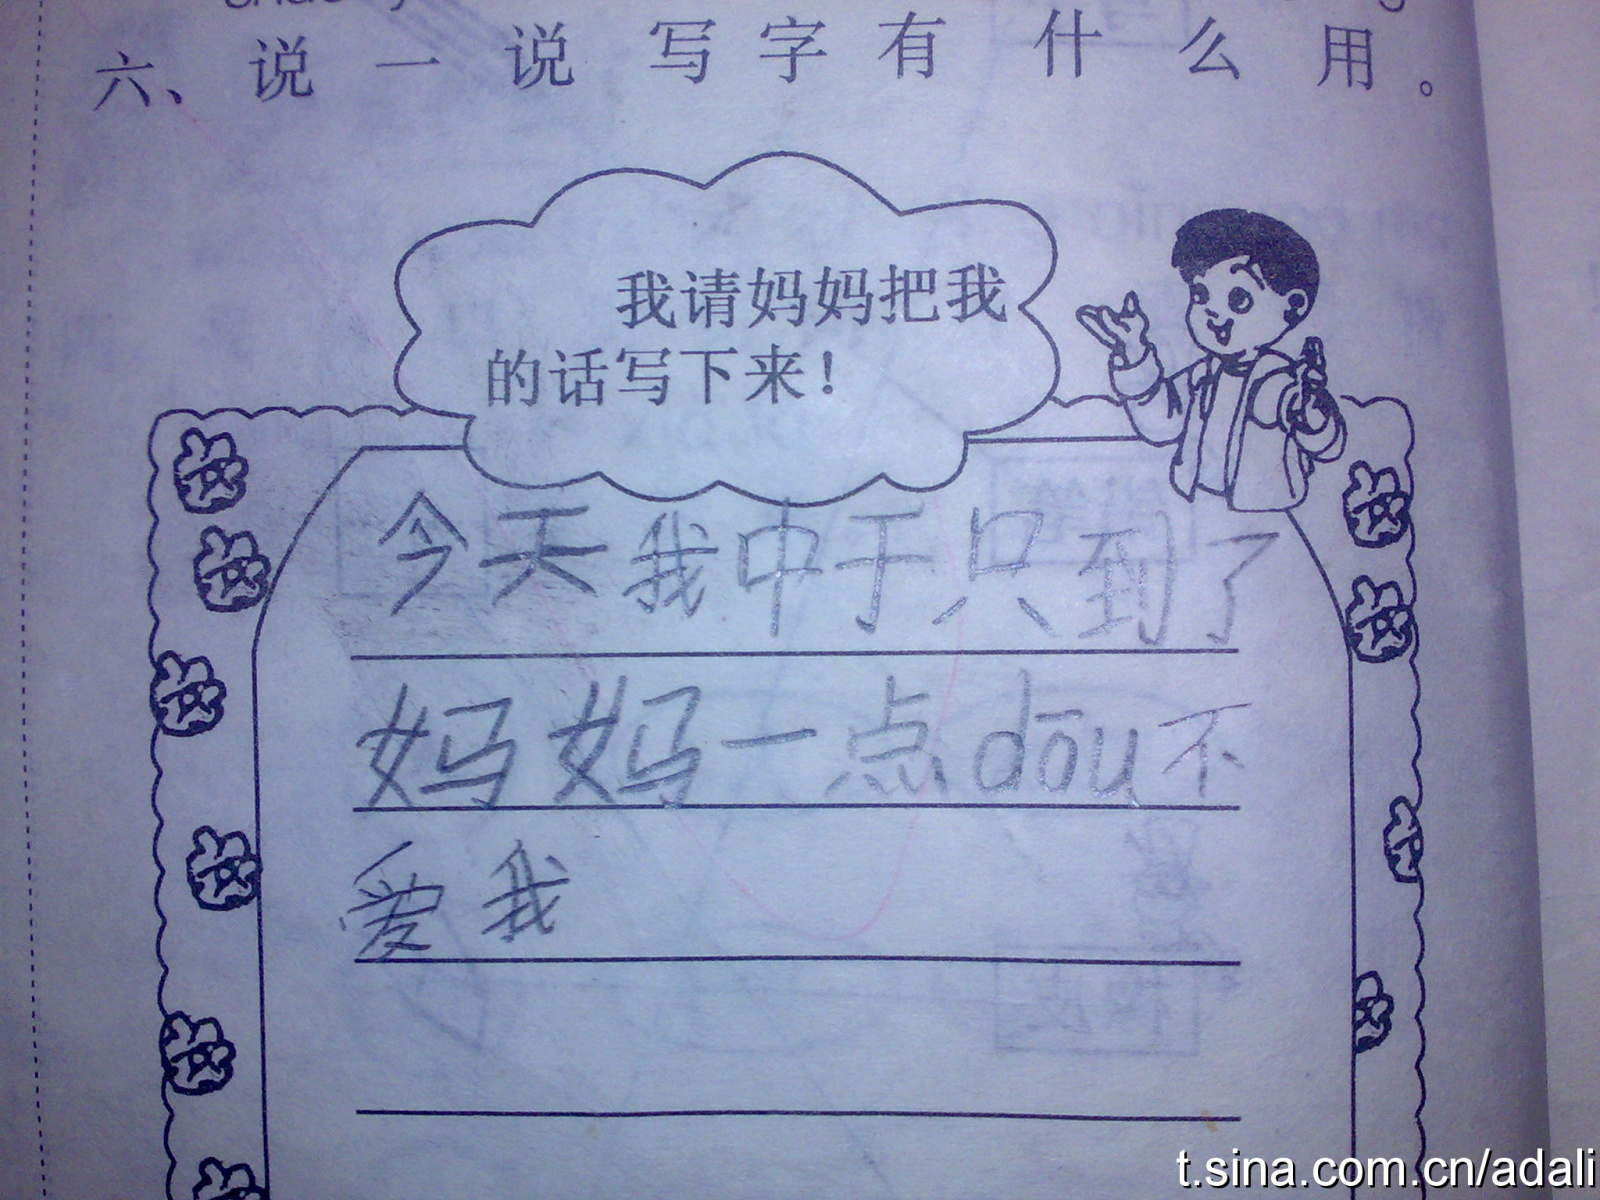 六、说一说写字有什么用。
我请妈妈把我
的话写下来！
今天我中于只到了
妈妈一点dōu不
爱我
t.sina.com.cn/adali